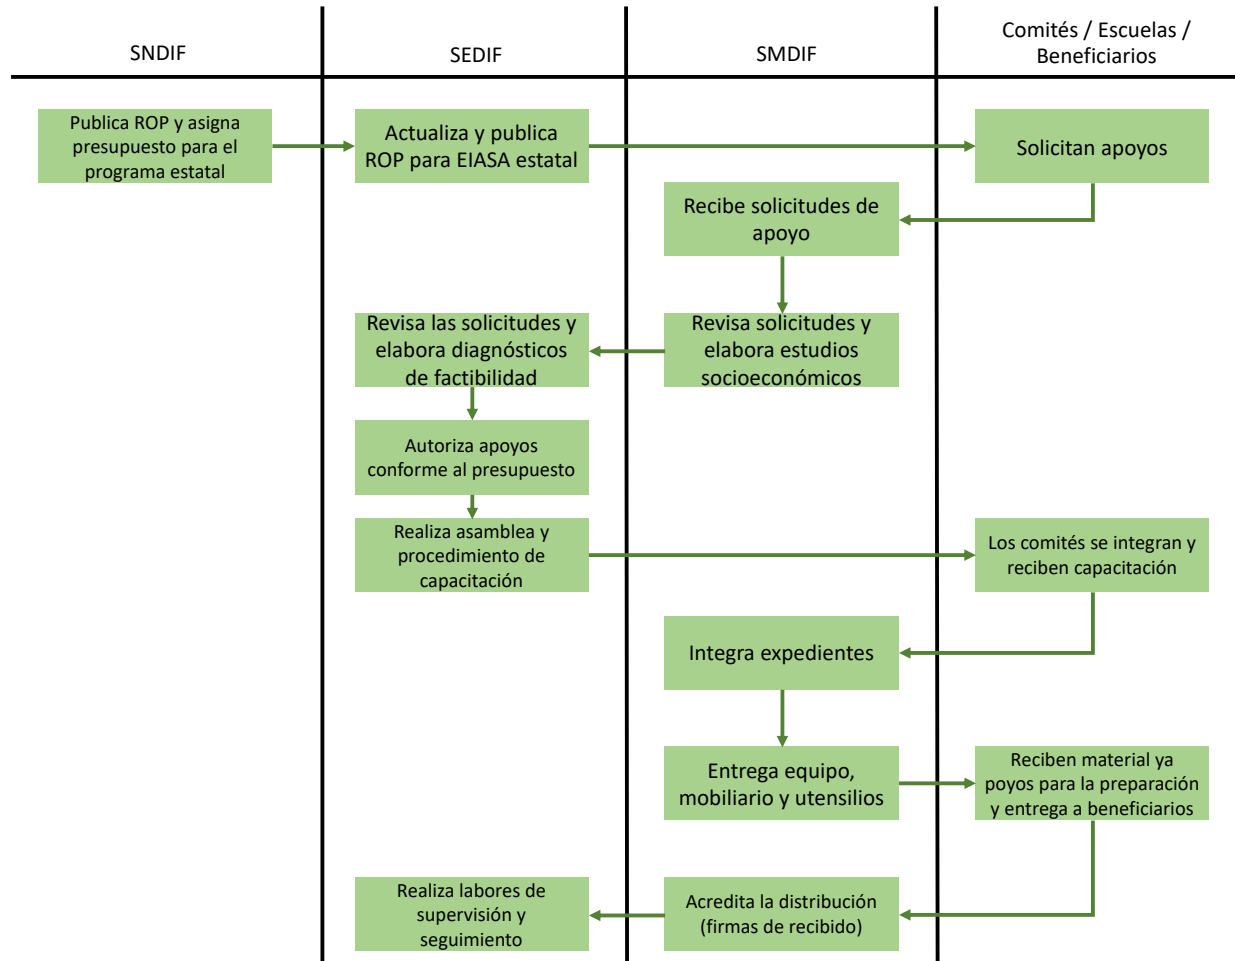 SNDIF
SEDIF
SMDIF
Comités / Escuelas /
Beneficiarios
Publica ROP y asigna
presupuesto para el
programa estatal
Actualiza y publica
ROP para EIASA estatal
Solicitan apoyos
Recibe solicitudes de
apoyo
Revisa las solicitudes y
elabora diagnósticos
de factibilidad
Revisa solicitudes y
elabora estudios
socioeconómicos
Autoriza apoyos
conforme al presupuesto
Realiza asamblea y
procedimiento de
capacitación
Los comités se integran y
reciben capacitación
Integra expedientes
Entrega equipo,
mobiliario y utensilios
Reciben material ya
poyos para la preparación
y entrega a beneficiarios
Realiza labores de
supervisión y
seguimiento
Acredita la distribución
(firmas de recibido)